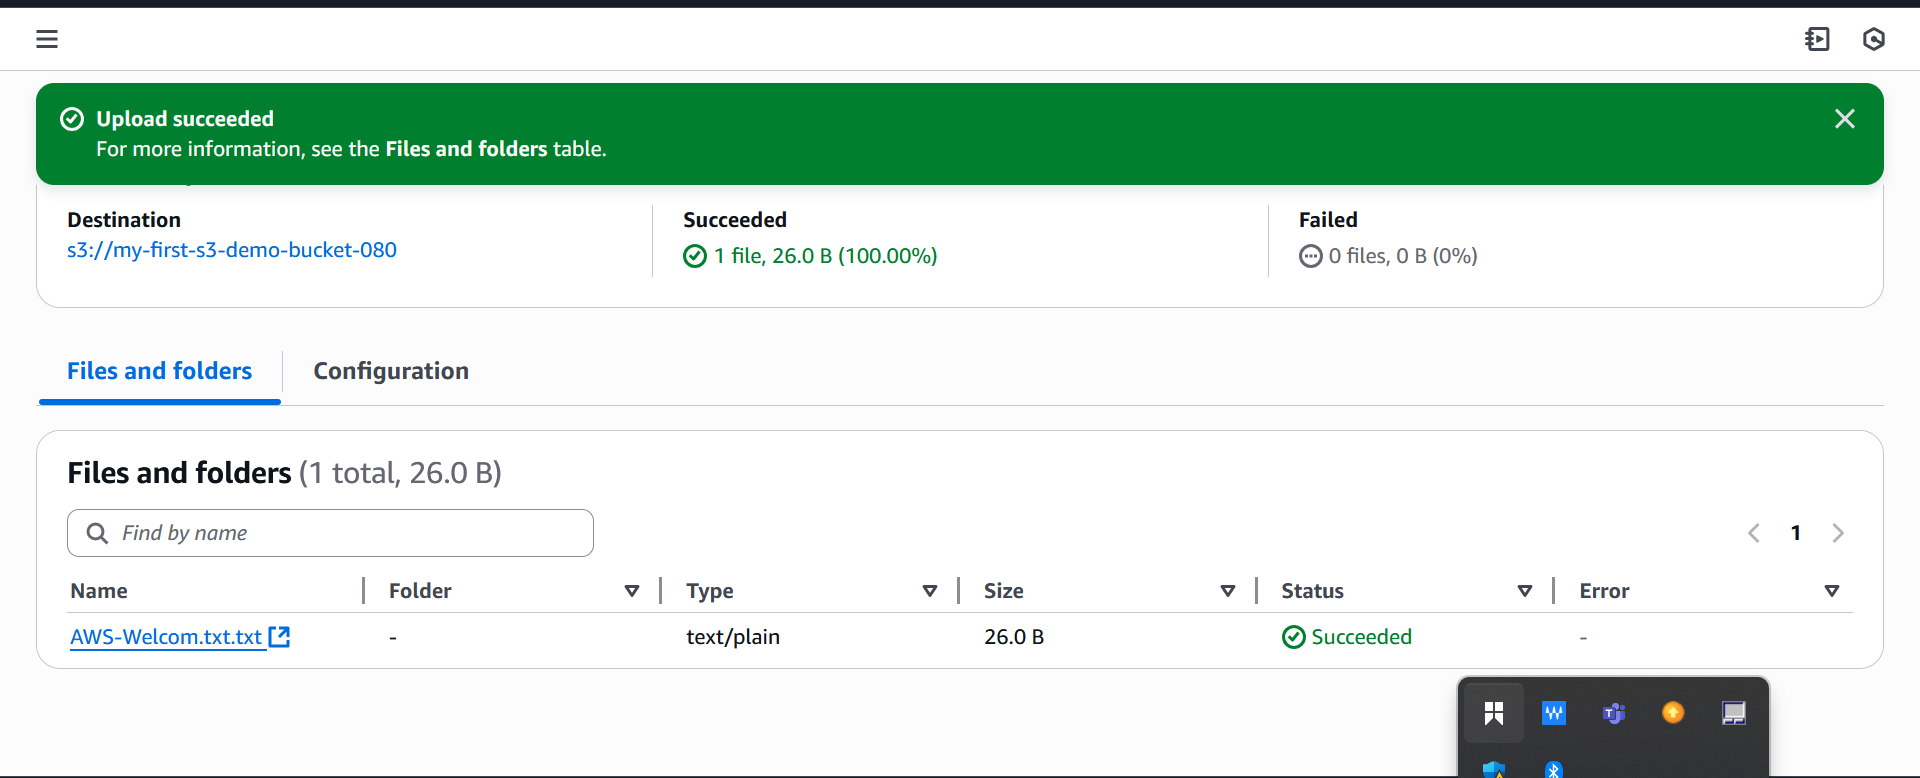 Upload succeeded
For more information, see the Files and folders table.
Destination
s3://my-first-s3-demo-bucket-080
Succeeded
1 file, 26.0 B (100.00%)
Failed
0 files, 0 B (0%)
Files and folders
Configuration
Files and folders (1 total, 26.0 B)
Find by name
1
Name Folder Type Size Status Error
AWS-Welcom.txt.txt - text/plain 26.0 B Succeeded -